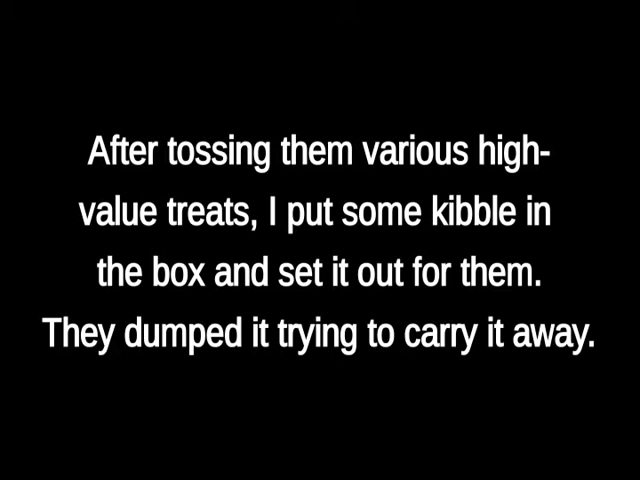 After tossing them various high-
value treats, I put some kibble in
the box and set it out for them.
They dumped it trying to carry it away.